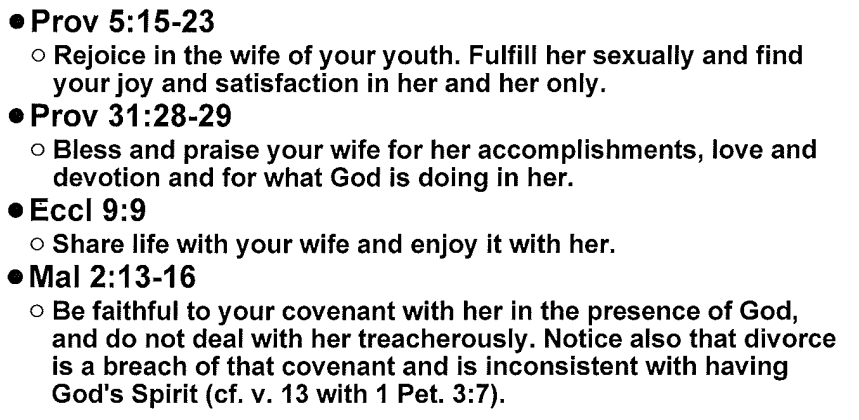 ● Prov 5:15-23
○ Rejoice in the wife of your youth. Fulfill her sexually and find
your joy and satisfaction in her and her only.
● Prov 31:28-29
○ Bless and praise your wife for her accomplishments, love and
devotion and for what God is doing in her.
● Eccl 9:9
○ Share life with your wife and enjoy it with her.
● Mal 2:13-16
○ Be faithful to your covenant with her in the presence of God,
and do not deal with her treacherously. Notice also that divorce
is a breach of that covenant and is inconsistent with having
God's Spirit (cf. v. 13 with 1 Pet. 3:7).